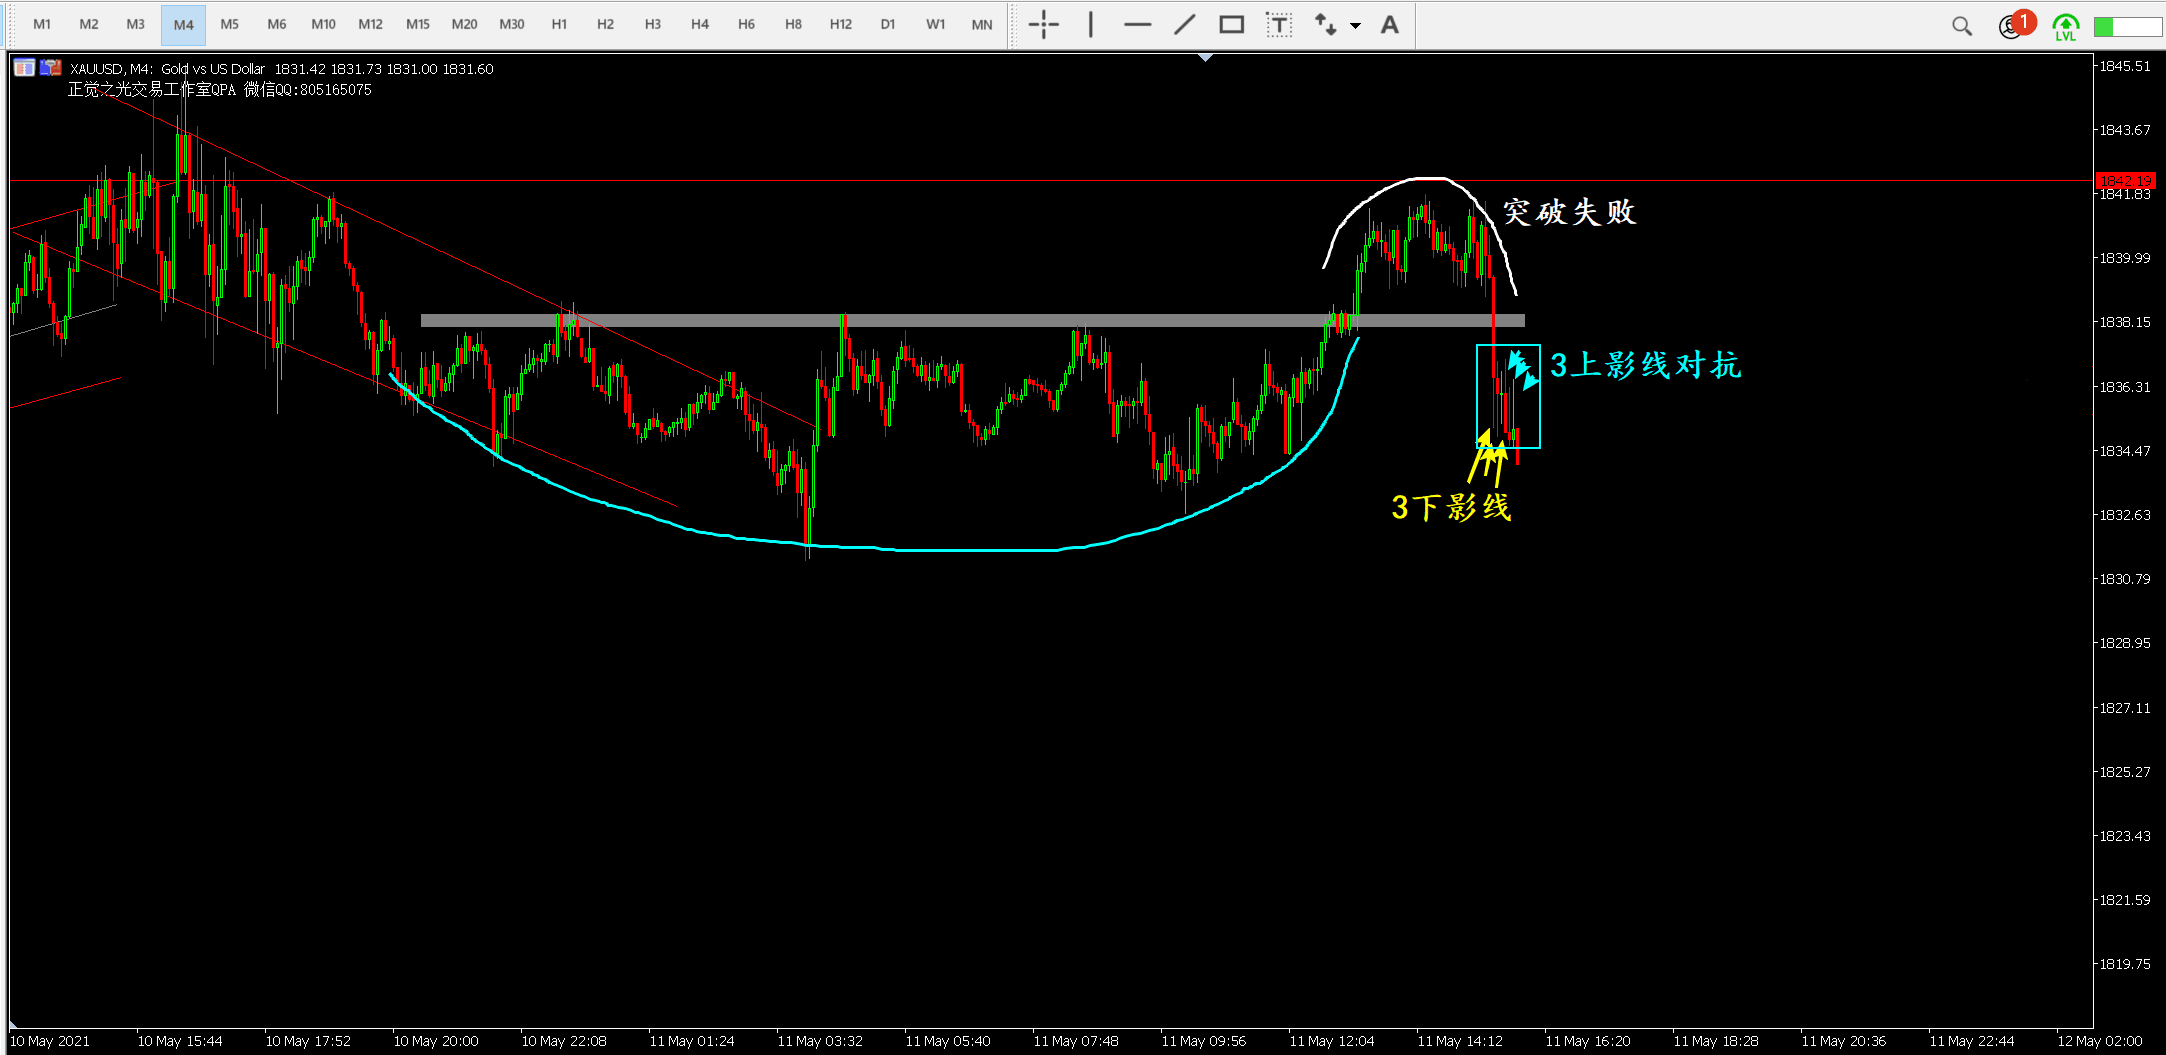 M1 M2 M3 M4 M5 M6 M10 M12 M15 M20 M30 H1 H2 H3 H4 H6 H8 H12 D1 W1 MN T A 1 LVL
XAUUSD, M4: Gold vs US Dollar 1831.42 1831.73 1831.00 1831.60
正觉之光交易工作室QPA 微信QQ:805165075
突破失败
3上影线对抗
3下影线
1845.51
1843.67
1842.19
1841.83
1839.99
1838.15
1836.31
1834.47
1832.63
1830.79
1828.95
1827.11
1825.27
1823.43
1821.59
1819.75
10 May 2021 10 May 15:44 10 May 17:52 10 May 20:00 10 May 22:08 11 May 01:24 11 May 03:32 11 May 05:40 11 May 07:48 11 May 09:56 11 May 12:04 11 May 14:12 11 May 16:20 11 May 18:28 11 May 20:36 11 May 22:44 12 May 02:00